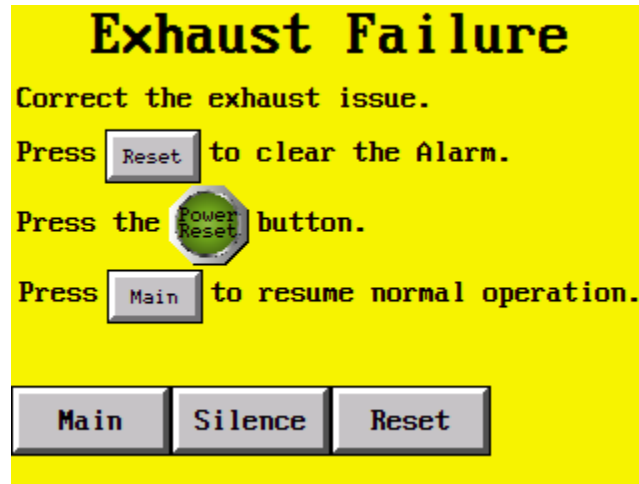 Exhaust Failure
Correct the exhaust issue.
Press Reset to clear the Alarm.
Press the Power Reset button.
Press Main to resume normal operation.
Main Silence Reset